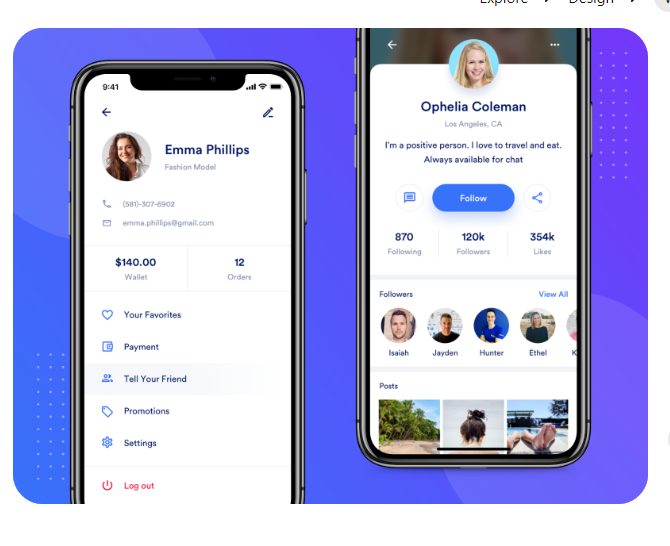 Explore
Design
9:41
Emma Phillips
Fashion Model
(581)-307-6902
emma.phillips@gmail.com
$140.00
Wallet
12
Orders
Your Favorites
Payment
Tell Your Friend
Promotions
Settings
Log out
Ophelia Coleman
Los Angeles, CA
I'm a positive person. I love to travel and eat.
Always available for chat
Follow
870
Following
120k
Followers
354k
Likes
Followers
View All
Isaiah
Jayden
Hunter
Ethel
Posts